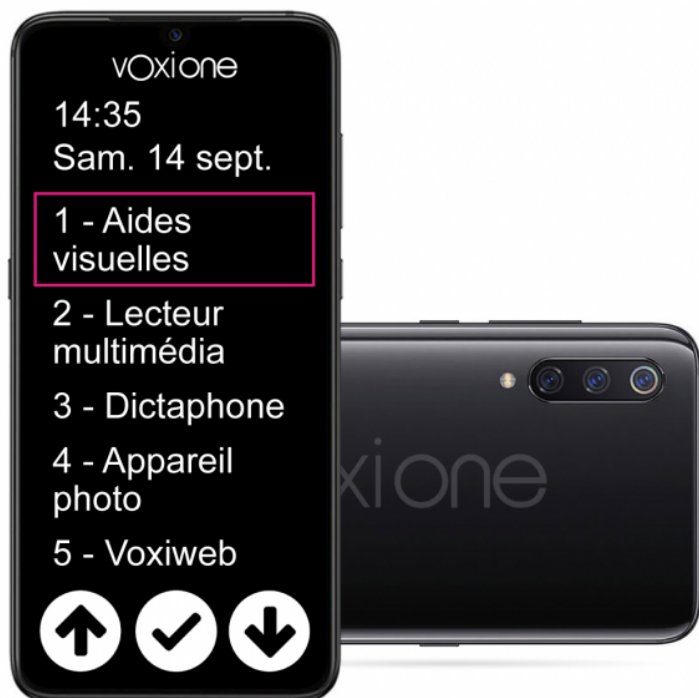 vOxione
14:35
Sam. 14 sept.
1 - Aides
visuelles
2 - Lecteur
multimédia
3 - Dictaphone
4 - Appareil
photo
5 - Voxiweb
xione